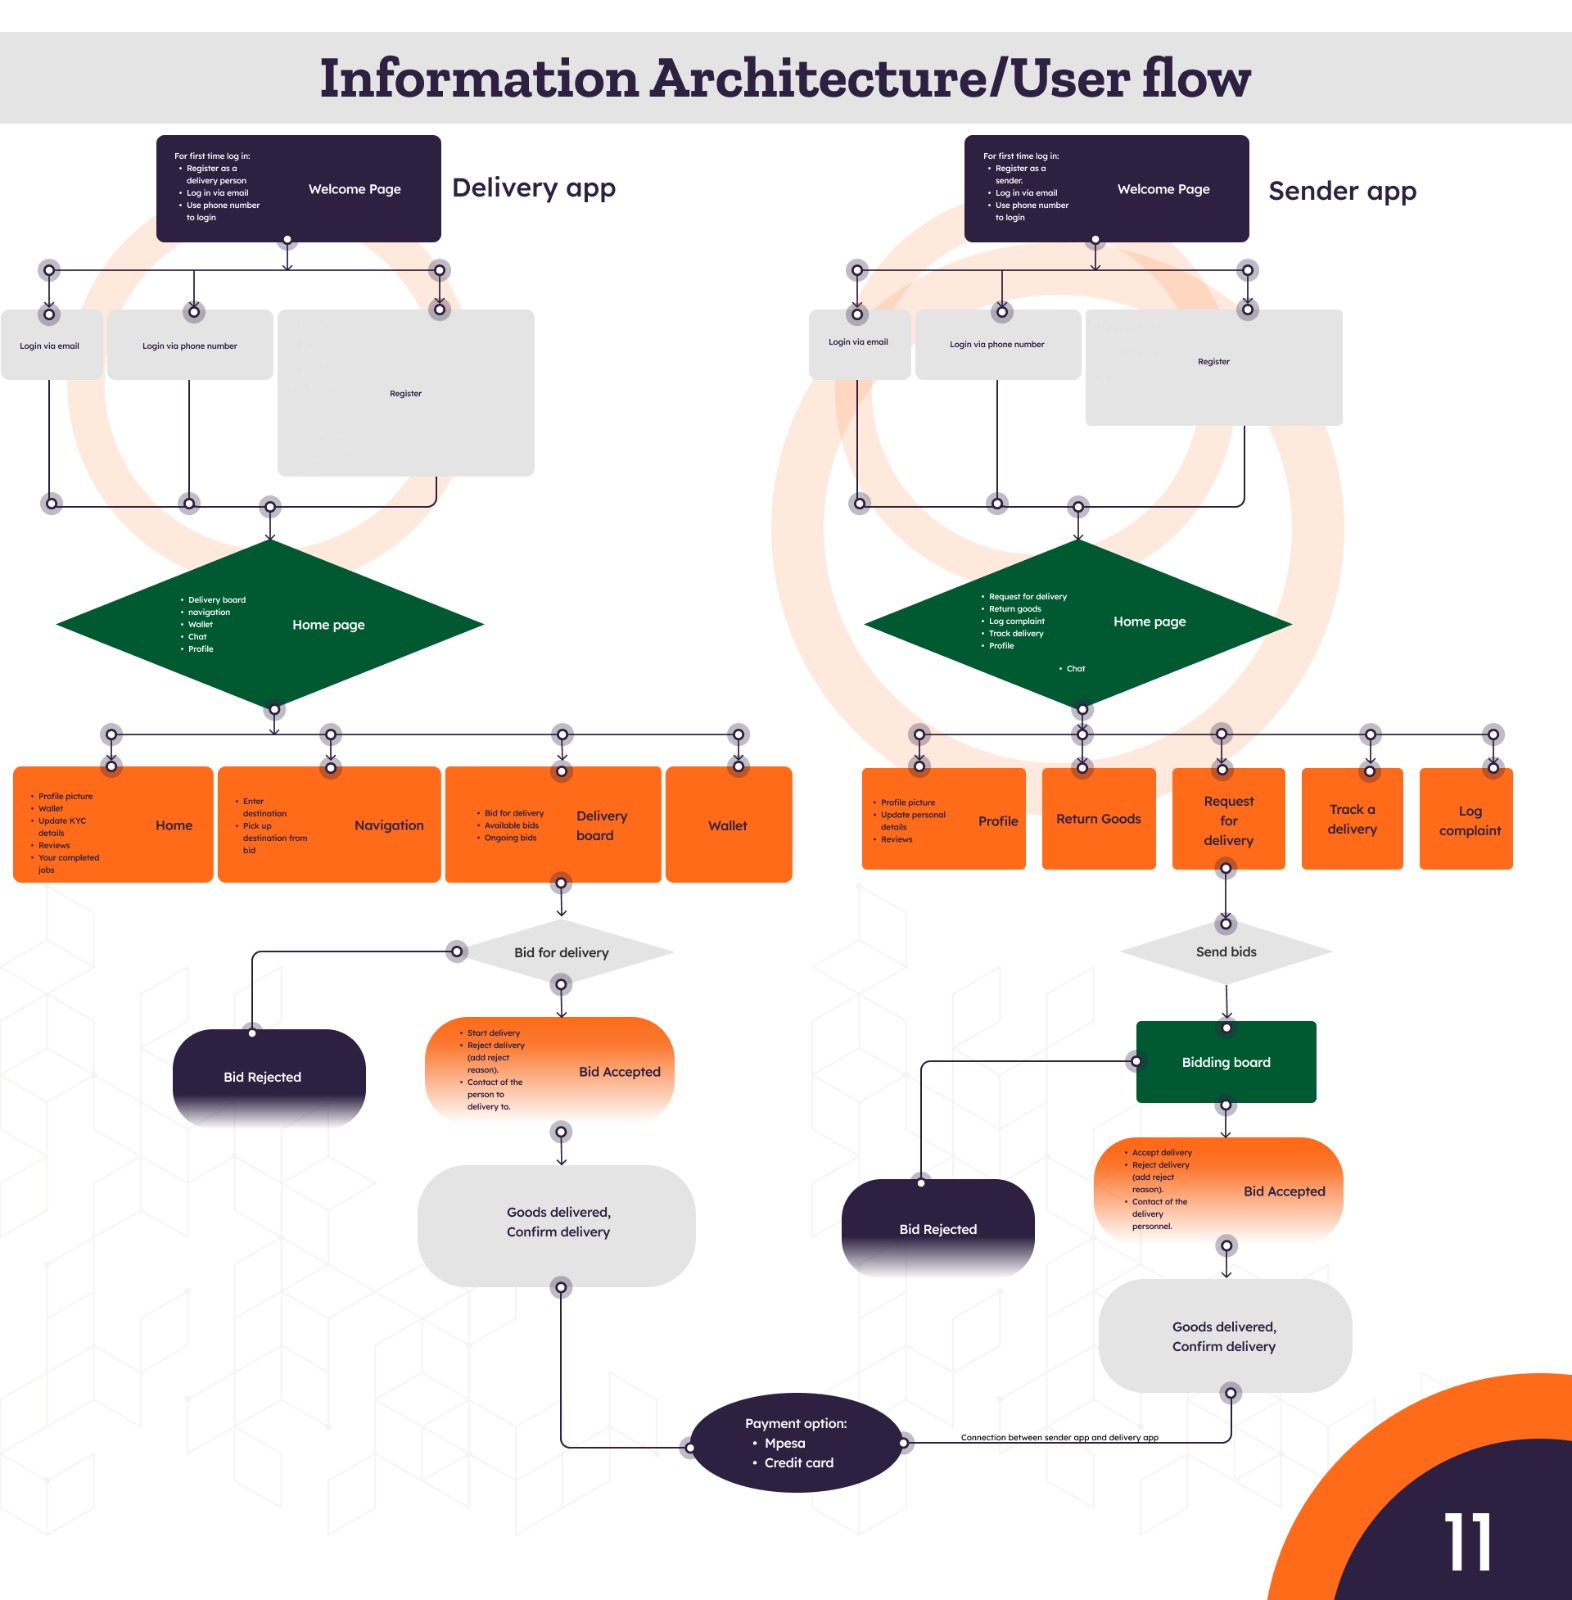 Information Architecture/User flow
For first time log in:
• Register as a
delivery person
• Log in via email
• Use phone number
to login
Welcome Page
Delivery app
Login via email
Login via phone number
Register
• Delivery board
• navigation
• Wallet
• Chat
• Profile
Home page
• Profile picture
• Wallet
• Update KYC
details
• Reviews
• Your completed
jobs
Home
• Enter
destination
• Pick up
destination from
bid
Navigation
• Bid for delivery
• Available bids
• Ongoing bids
Delivery
board
Wallet
Bid for delivery
Bid Rejected
• Start delivery
• Reject delivery
(add reject
reason).
• Contact of the
person to
delivery to.
Bid Accepted
Goods delivered,
Confirm delivery
For first time log in:
• Register as a
sender.
• Log in via email
• Use phone number
to login
Welcome Page
Sender app
Login via email
Login via phone number
Register
• Request for delivery
• Return goods
• Log complaint
• Track delivery
• Profile
• Chat
Home page
• Profile picture
• Update personal
details
• Reviews
Profile
Return Goods
Request
for
delivery
Track a
delivery
Log
complaint
Send bids
Bidding board
Bid Rejected
• Accept delivery
• Reject delivery
(add reject
reason).
• Contact of the
delivery
personnel.
Bid Accepted
Goods delivered,
Confirm delivery
Payment option:
• Mpesa
• Credit card
Connection between sender app and delivery app
11